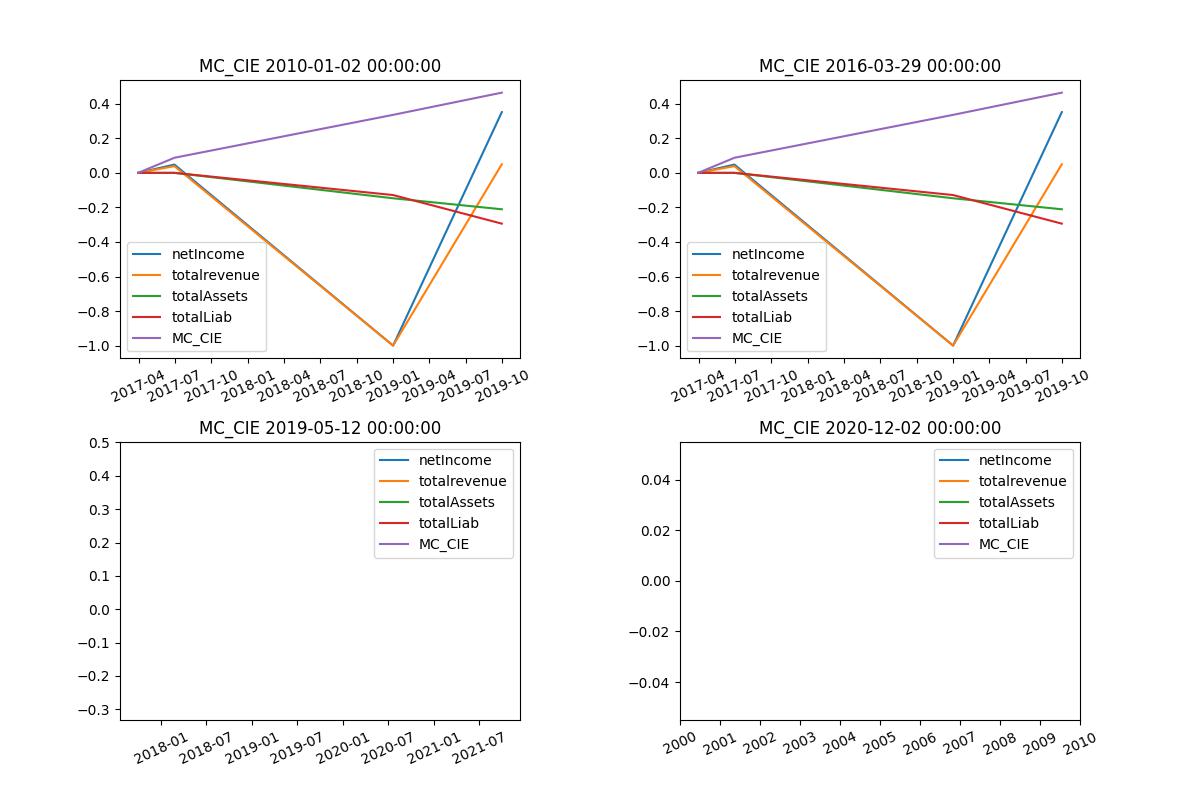 MC_CIE 2010-01-02 00:00:00
0.4
0.2
0.0
−0.2
−0.4
−0.6
−0.8
−1.0
netIncome
totalrevenue
totalAssets
totalLiab
MC_CIE
2017-04 2017-07 2017-10 2018-01 2018-04 2018-07 2018-10 2019-01 2019-04 2019-07 2019-10
MC_CIE 2016-03-29 00:00:00
0.4
0.2
0.0
−0.2
−0.4
−0.6
−0.8
−1.0
netIncome
totalrevenue
totalAssets
totalLiab
MC_CIE
2017-04 2017-07 2017-10 2018-01 2018-04 2018-07 2018-10 2019-01 2019-04 2019-07 2019-10
MC_CIE 2019-05-12 00:00:00
0.5
0.4
0.3
0.2
0.1
0.0
−0.1
−0.2
−0.3
netIncome
totalrevenue
totalAssets
totalLiab
MC_CIE
2018-01 2018-07 2019-01 2019-07 2020-01 2020-07 2021-01 2021-07
MC_CIE 2020-12-02 00:00:00
0.04
0.02
0.00
−0.02
−0.04
netIncome
totalrevenue
totalAssets
totalLiab
MC_CIE
2000 2001 2002 2003 2004 2005 2006 2007 2008 2009 2010